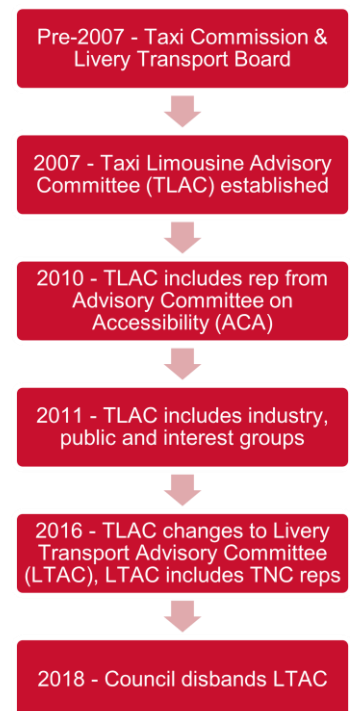 Pre-2007 - Taxi Commission &
Livery Transport Board
2007 - Taxi Limousine Advisory
Committee (TLAC) established
2010 - TLAC includes rep from
Advisory Committee on
Accessibility (ACA)
2011 - TLAC includes industry,
public and interest groups
2016 - TLAC changes to Livery
Transport Advisory Committee
(LTAC), LTAC includes TNC reps
2018 - Council disbands LTAC